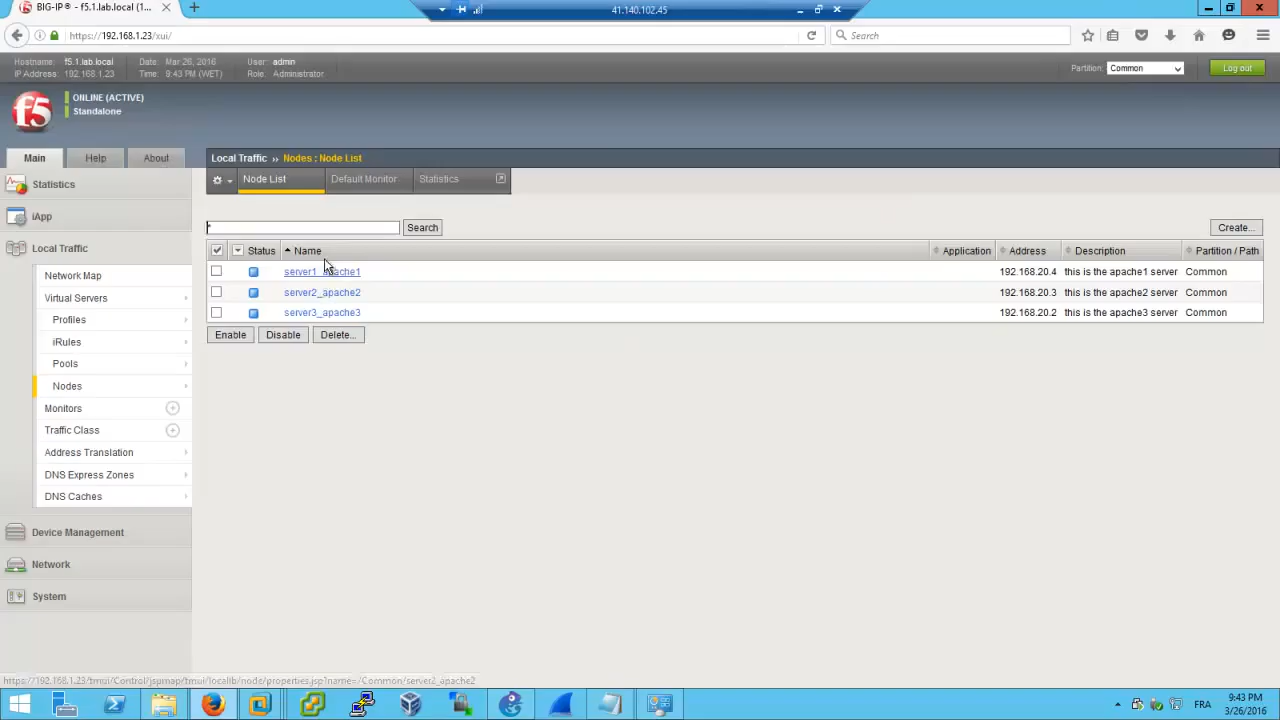 BIG-IP® - f5.1.lab.local (1...
41.140.102.45
https://192.168.1.23/xui/
Search
Hostname: f5.1.lab.local
Date: Mar 26, 2016
User: admin
IP Address: 192.168.1.23
Time: 9:43 PM (WET)
Role: Administrator
Partition: Common
Log out
f5
ONLINE (ACTIVE)
Standalone
Main
Help
About
Local Traffic ›› Nodes : Node List
Node List
Default Monitor
Statistics
Statistics
iApp
Local Traffic
Network Map
Virtual Servers
Profiles
iRules
Pools
Nodes
Monitors
Traffic Class
Address Translation
DNS Express Zones
DNS Caches
Device Management
Network
System
*
Search
Create...
Status Name Application Address Description Partition / Path
server1_apache1 192.168.20.4 this is the apache1 server Common
server2_apache2 192.168.20.3 this is the apache2 server Common
server3_apache3 192.168.20.2 this is the apache3 server Common
Enable
Disable
Delete...
https://192.168.1.23/tmui/Control/jspmap/tmui/locallb/node/properties.jsp?name=/Common/server2_apache2
FRA
9:43 PM
3/26/2016